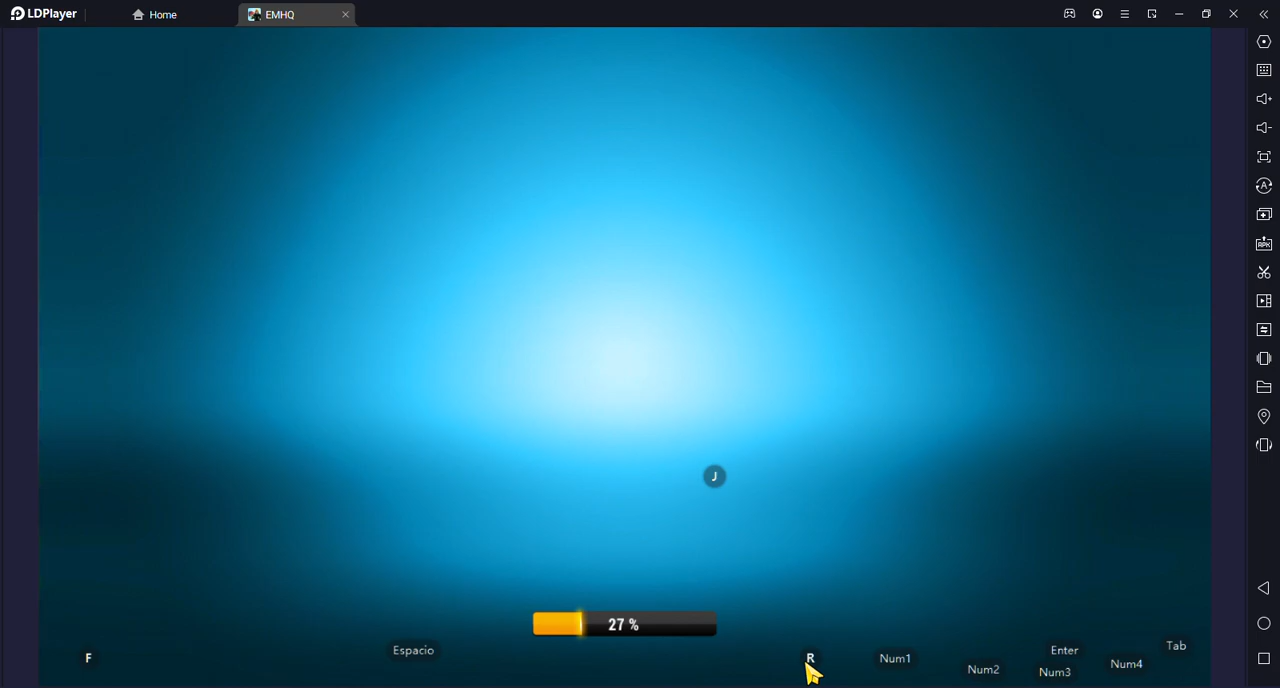 LDPlayer
Home
EMHQ
J
27 %
F
Espacio
R
Num1
Num2
Enter
Num3
Num4
Tab